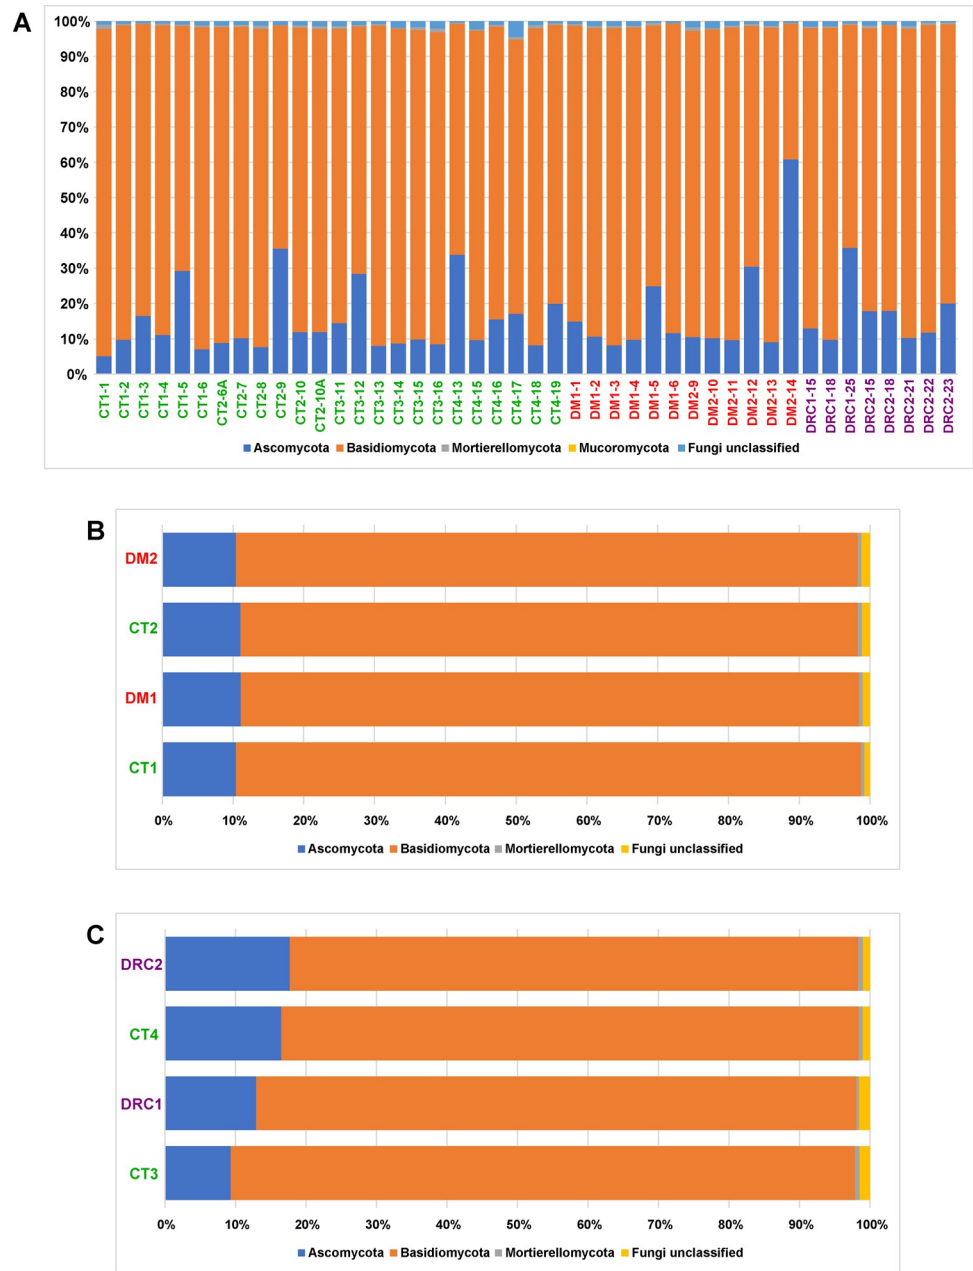 A
100%
90%
80%
70%
60%
50%
40%
30%
20%
10%
0%
CT1-1 CT1-2 CT1-3 CT1-4 CT1-5 CT1-6 CT2-6A CT2-7 CT2-8 CT2-9 CT2-10 CT2-10A CT3-11 CT3-12 CT3-13 CT3-14 CT3-15 CT3-16 CT4-13 CT4-15 CT4-16 CT4-17 CT4-18 CT4-19 DM1-1 DM1-2 DM1-3 DM1-4 DM1-5 DM1-6 DM2-9 DM2-10 DM2-11 DM2-12 DM2-13 DM2-14 DRC1-15 DRC1-18 DRC1-25 DRC2-15 DRC2-18 DRC2-21 DRC2-22 DRC2-23
Ascomycota Basidiomycota Mortierellomycota Mucoromycota Fungi unclassified
B
DM2
CT2
DM1
CT1
0% 10% 20% 30% 40% 50% 60% 70% 80% 90% 100%
Ascomycota Basidiomycota Mortierellomycota Fungi unclassified
C
DRC2
CT4
DRC1
CT3
0% 10% 20% 30% 40% 50% 60% 70% 80% 90% 100%
Ascomycota Basidiomycota Mortierellomycota Fungi unclassified